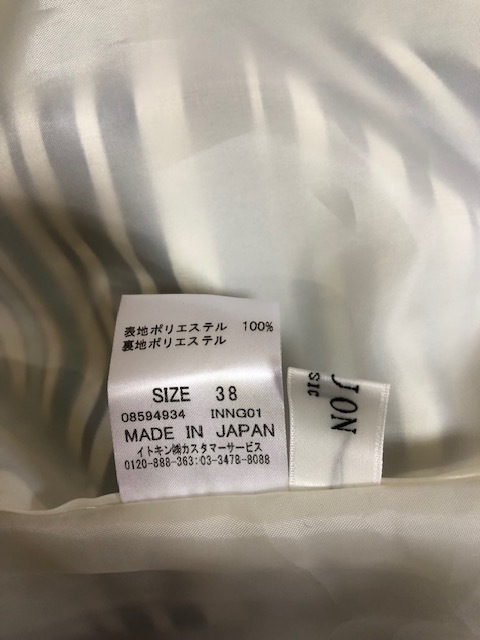 表地ポリエステル 100%
裏地ポリエステル
SIZE 38
08594934 INNG01
MADE IN JAPAN
イトキン㈱カスタマーサービス
0120-888-363:03-3478-8088
JON
SIC